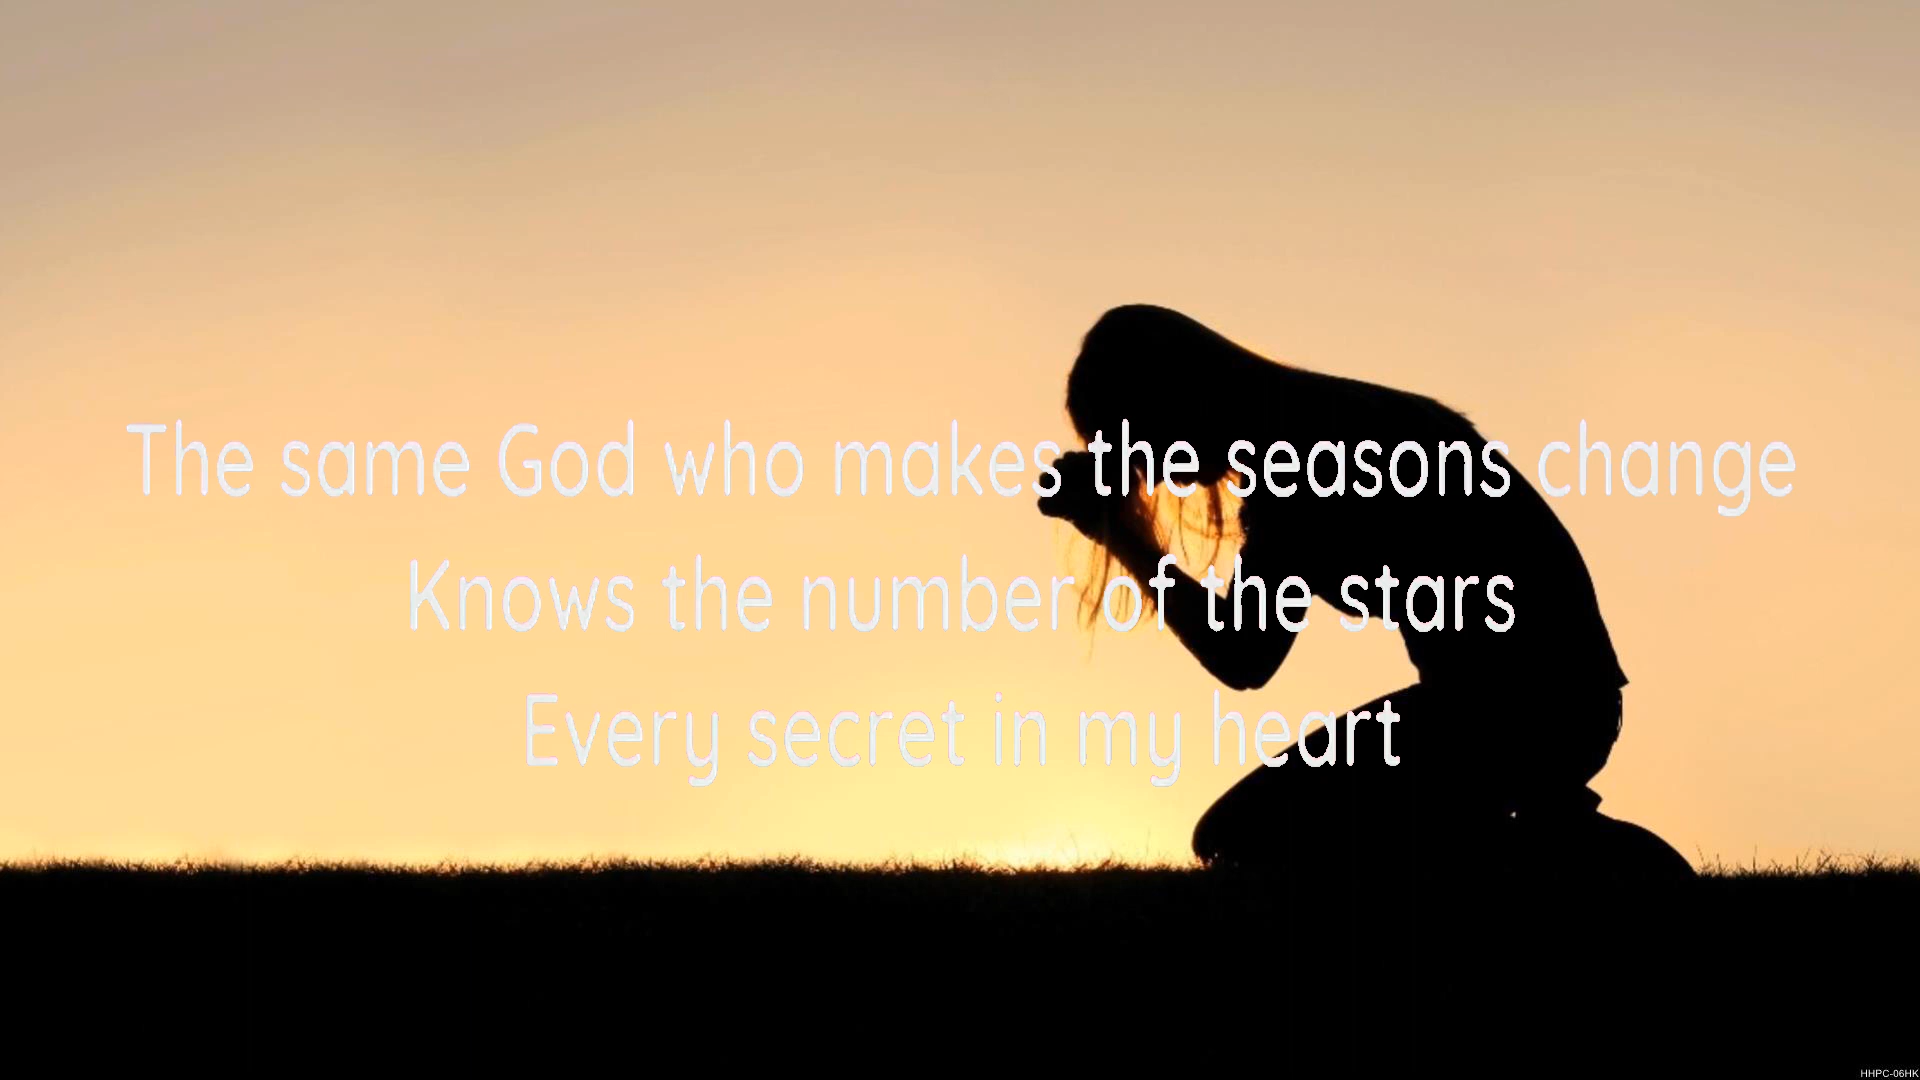 The same God who makes the seasons change
Knows the number of the stars
Every secret in my heart
HHPC-06HK